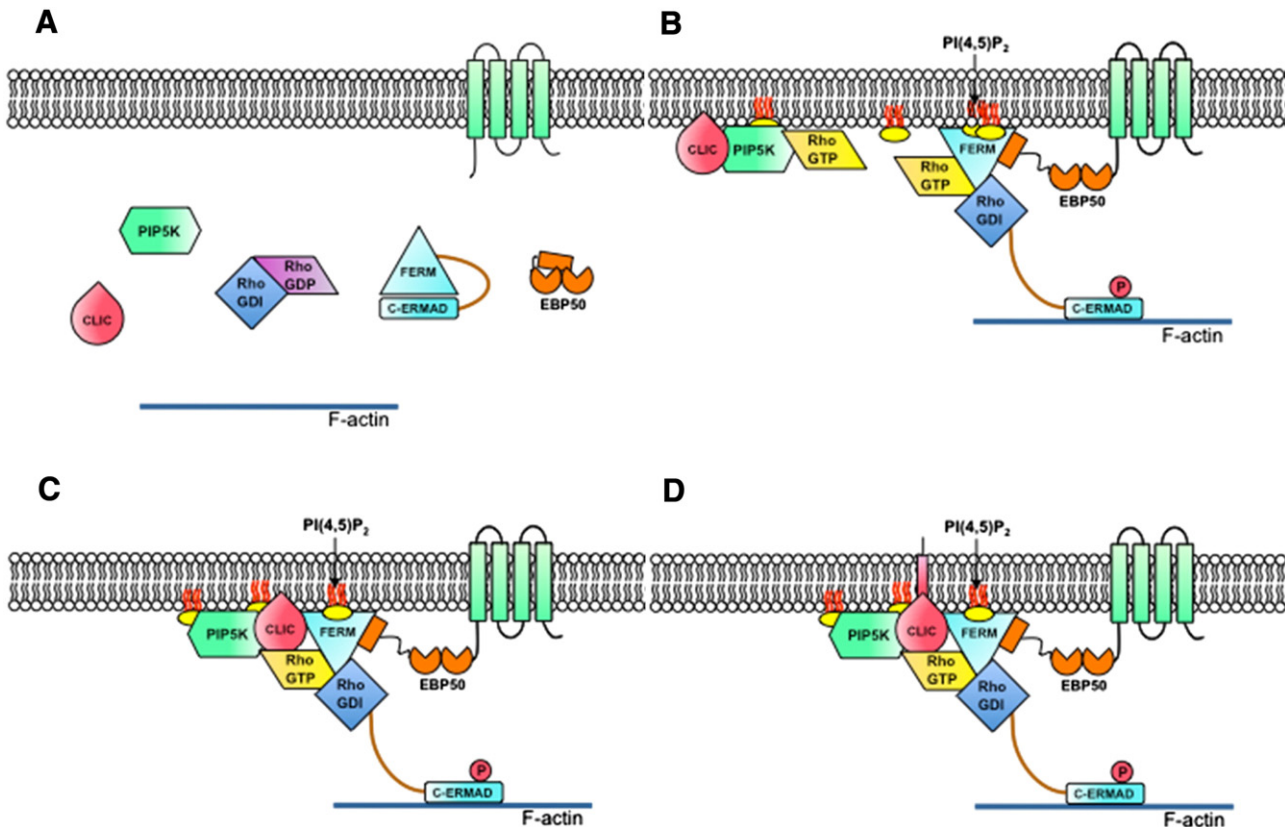 A
PIP5K
CLIC
Rho
GDI
Rho
GDP
FERM
C-ERMAD
EBP50
F-actin
B
PI(4,5)P₂
CLIC
PIP5K
Rho
GTP
Rho
GTP
FERM
Rho
GDI
EBP50
P
C-ERMAD
F-actin
C
PI(4,5)P₂
PIP5K
CLIC
FERM
Rho
GTP
Rho
GDI
EBP50
P
C-ERMAD
F-actin
D
PI(4,5)P₂
PIP5K
CLIC
FERM
Rho
GTP
Rho
GDI
EBP50
P
C-ERMAD
F-actin